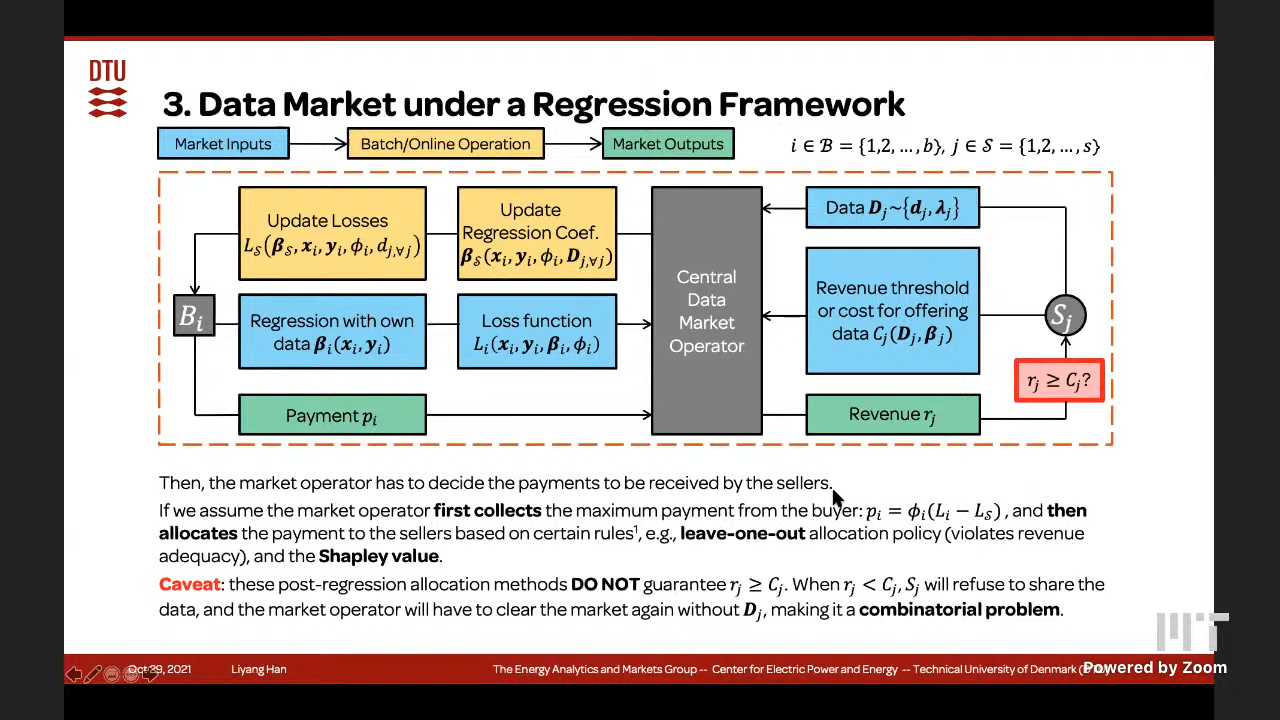 DTU
3. Data Market under a Regression Framework
Market Inputs
Batch/Online Operation
Market Outputs
i ∈ ℬ = {1,2, …, b}, j ∈ 𝒮 = {1,2, …, s}
Update Losses
L_𝒮(β_𝒮, x_i, y_i, ϕ_i, d_{j,∀j})
Update
Regression Coef.
β_𝒮(x_i, y_i, ϕ_i, D_{j,∀j})
Central
Data
Market
Operator
Data D_j~{d_j, λ_j}
Revenue threshold
or cost for offering
data C_j(D_j, β_j)
B_i
Regression with own
data β_i(x_i, y_i)
Loss function
L_i(x_i, y_i, β_i, ϕ_i)
S_j
r_j ≥ C_j?
Payment p_i
Revenue r_j
Then, the market operator has to decide the payments to be received by the sellers.
If we assume the market operator first collects the maximum payment from the buyer: p_i = ϕ_i(L_i − L_𝒮) , and then
allocates the payment to the sellers based on certain rules¹, e.g., leave-one-out allocation policy (violates revenue
adequacy), and the Shapley value.
Caveat: these post-regression allocation methods DO NOT guarantee r_j ≥ C_j. When r_j < C_j, S_j will refuse to share the
data, and the market operator will have to clear the market again without D_j, making it a combinatorial problem.
MIT
Oct 29, 2021
Liyang Han
The Energy Analytics and Markets Group -- Center for Electric Power and Energy -- Technical University of Denmark
Powered by Zoom